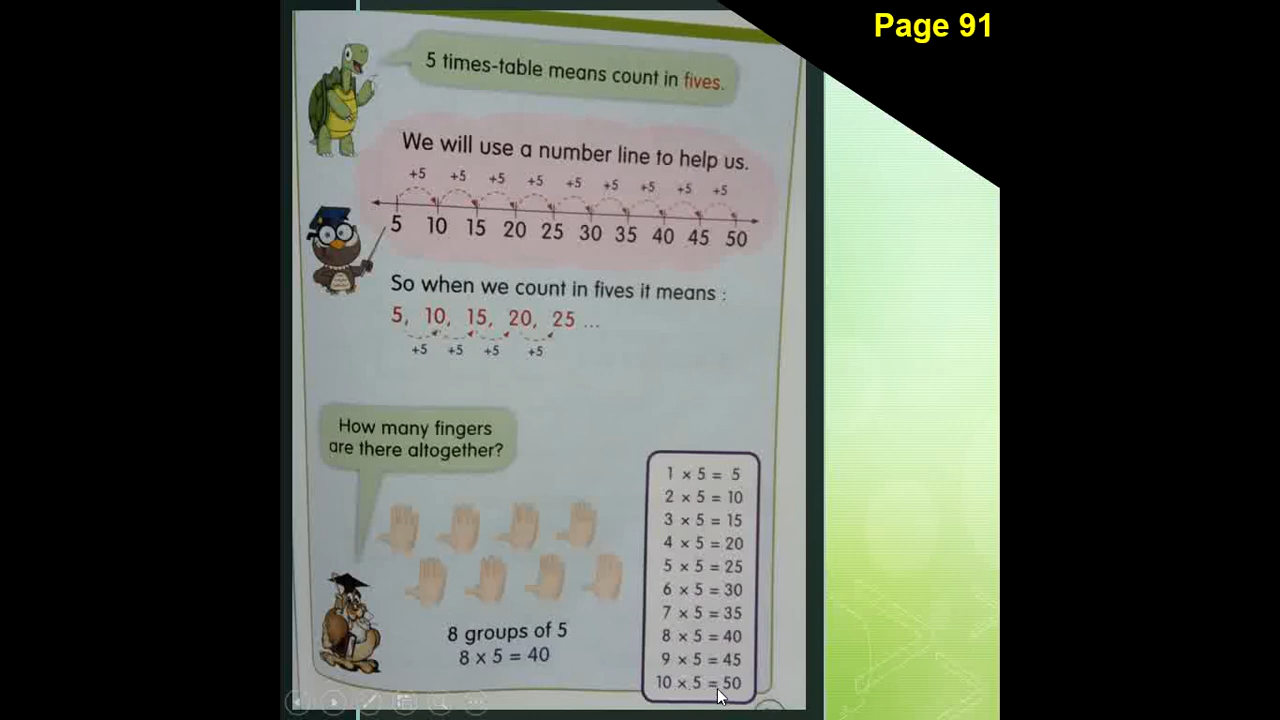 Page 91
5 times-table means count in fives.
We will use a number line to help us.
+5 +5 +5 +5 +5 +5 +5 +5 +5
5 10 15 20 25 30 35 40 45 50
So when we count in fives it means :
5, 10, 15, 20, 25 ...
+5 +5 +5 +5
How many fingers
are there altogether?
8 groups of 5
8 x 5 = 40
1 × 5 = 5
2 × 5 = 10
3 × 5 = 15
4 × 5 = 20
5 × 5 = 25
6 × 5 = 30
7 × 5 = 35
8 × 5 = 40
9 × 5 = 45
10 × 5 = 50